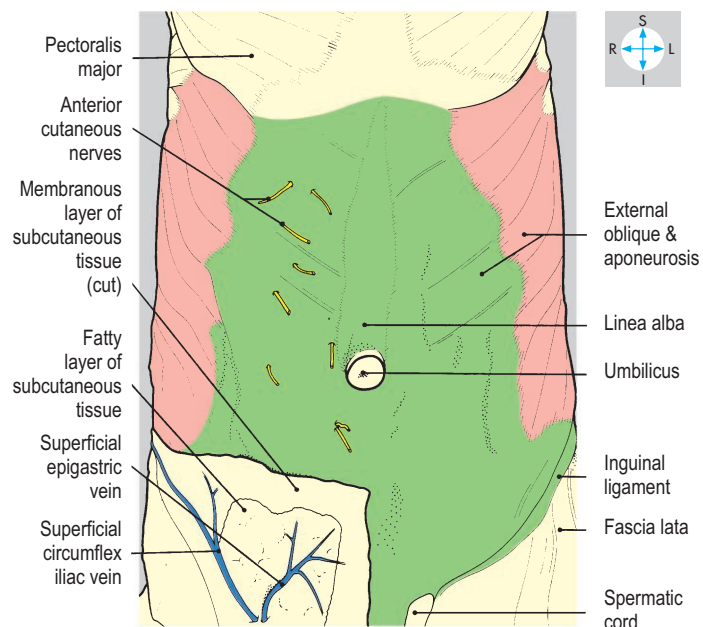 Pectoralis
major
Anterior
cutaneous
nerves
Membranous
layer of
subcutaneous
tissue
(cut)
Fatty
layer of
subcutaneous
tissue
Superficial
epigastric
vein
Superficial
circumflex
iliac vein
S
R
L
I
External
oblique &
aponeurosis
Linea alba
Umbilicus
Inguinal
ligament
Fascia lata
Spermatic
cord